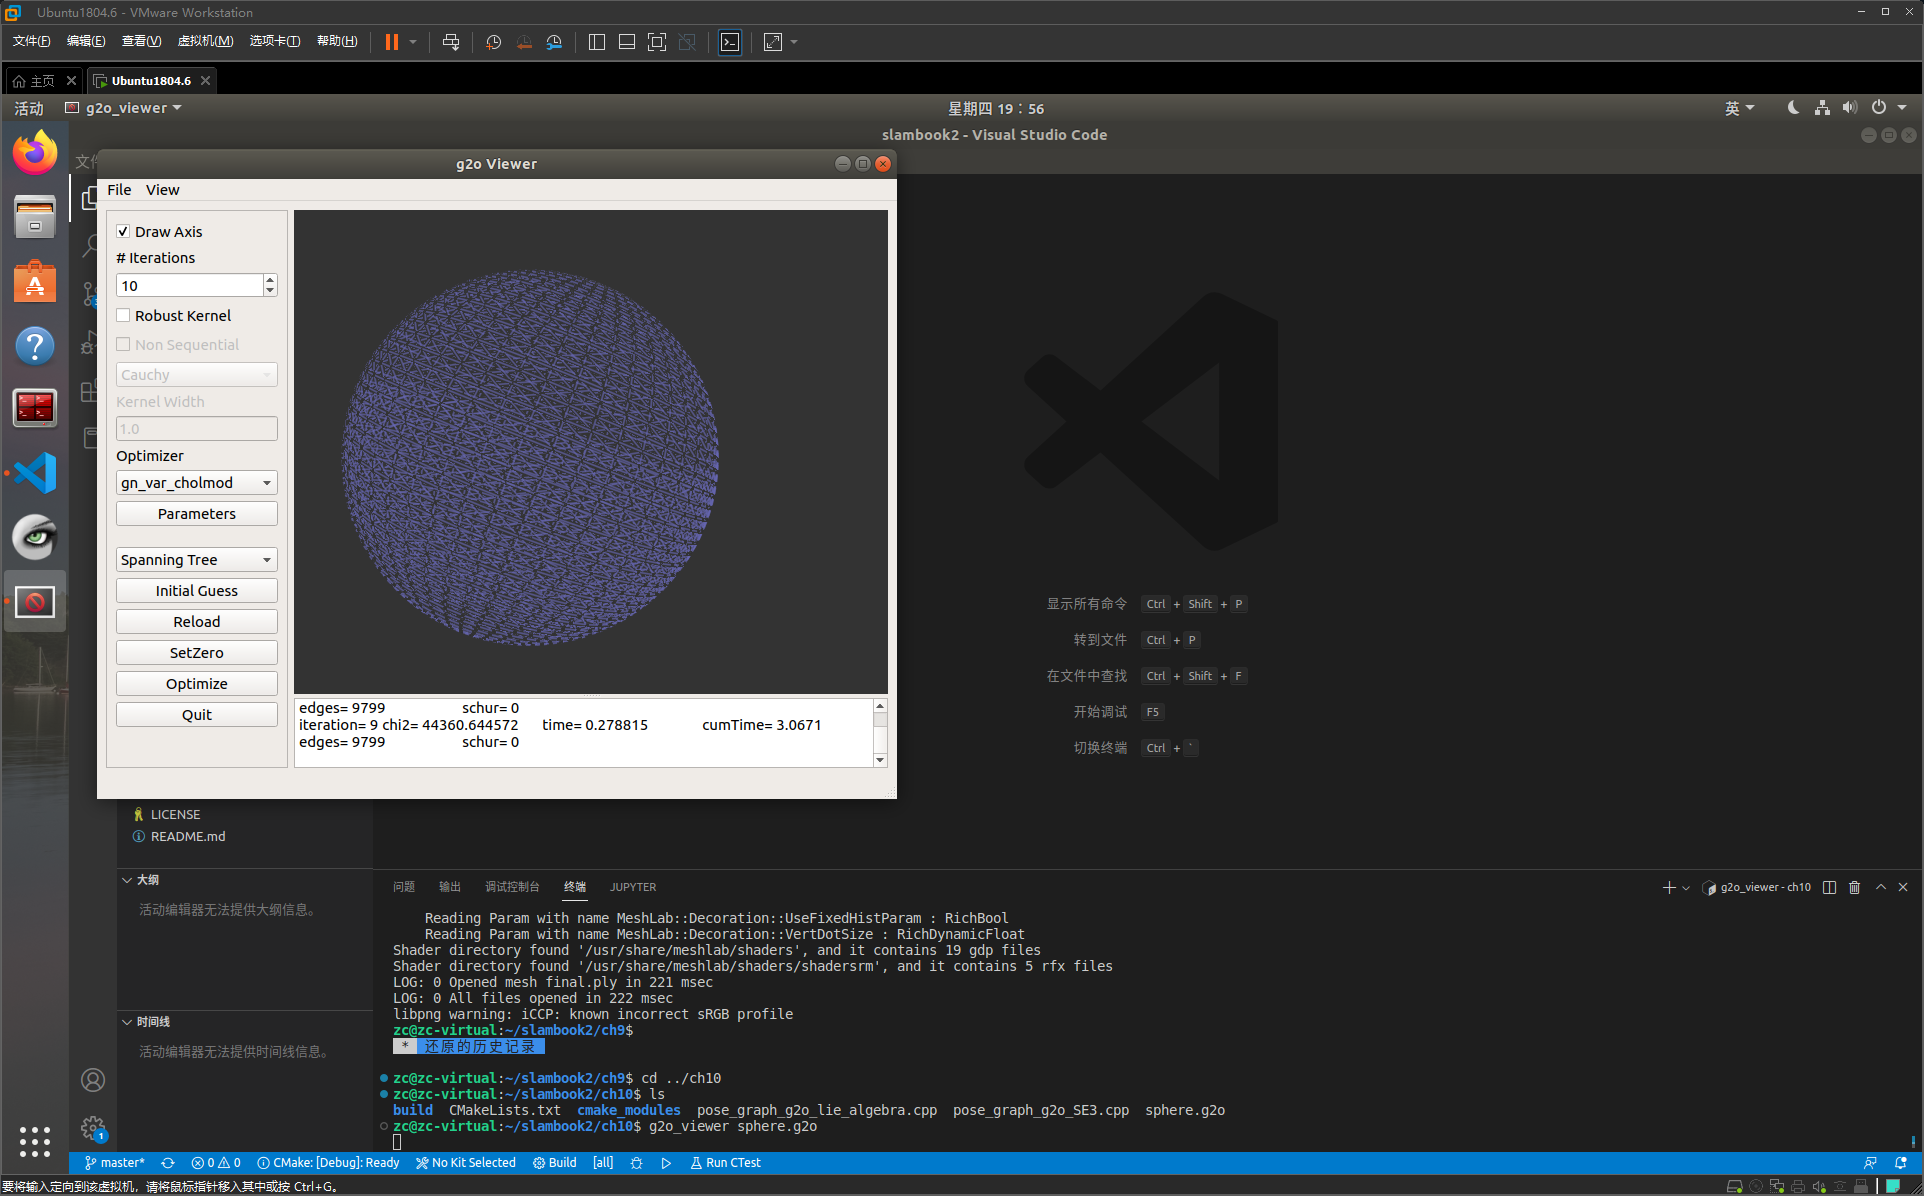 Ubuntu1804.6 - VMware Workstation
文件(F) 编辑(E) 查看(V) 虚拟机(M) 选项卡(T) 帮助(H)
主页 Ubuntu1804.6
活动 g2o_viewer 星期四 19：56 英
slambook2 - Visual Studio Code
g2o Viewer
File View
Draw Axis
# Iterations
10
Robust Kernel
Non Sequential
Cauchy
Kernel Width
1.0
Optimizer
gn_var_cholmod
Parameters
Spanning Tree
Initial Guess
Reload
SetZero
Optimize
Quit
edges= 9799 schur= 0
iteration= 9 chi2= 44360.644572 time= 0.278815 cumTime= 3.0671
edges= 9799 schur= 0
显示所有命令 Ctrl + Shift + P
转到文件 Ctrl + P
在文件中查找 Ctrl + Shift + F
开始调试 F5
切换终端 Ctrl + `
LICENSE
README.md
大纲
活动编辑器无法提供大纲信息。
时间线
活动编辑器无法提供时间线信息。
问题 输出 调试控制台 终端 JUPYTER
g2o_viewer - ch10
Reading Param with name MeshLab::Decoration::UseFixedHistParam : RichBool
Reading Param with name MeshLab::Decoration::VertDotSize : RichDynamicFloat
Shader directory found '/usr/share/meshlab/shaders', and it contains 19 gdp files
Shader directory found '/usr/share/meshlab/shaders/shadersrm', and it contains 5 rfx files
LOG: 0 Opened mesh final.ply in 221 msec
LOG: 0 All files opened in 222 msec
libpng warning: iCCP: known incorrect sRGB profile
zc@zc-virtual:~/slambook2/ch9$
* 还原的历史记录
zc@zc-virtual:~/slambook2/ch9$ cd ../ch10
zc@zc-virtual:~/slambook2/ch10$ ls
build CMakeLists.txt cmake_modules pose_graph_g2o_lie_algebra.cpp pose_graph_g2o_SE3.cpp sphere.g2o
zc@zc-virtual:~/slambook2/ch10$ g2o_viewer sphere.g2o
1
master* 0 0 CMake: [Debug]: Ready No Kit Selected Build [all] Run CTest
要将输入定向到该虚拟机，请将鼠标指针移入其中或按 Ctrl+G。